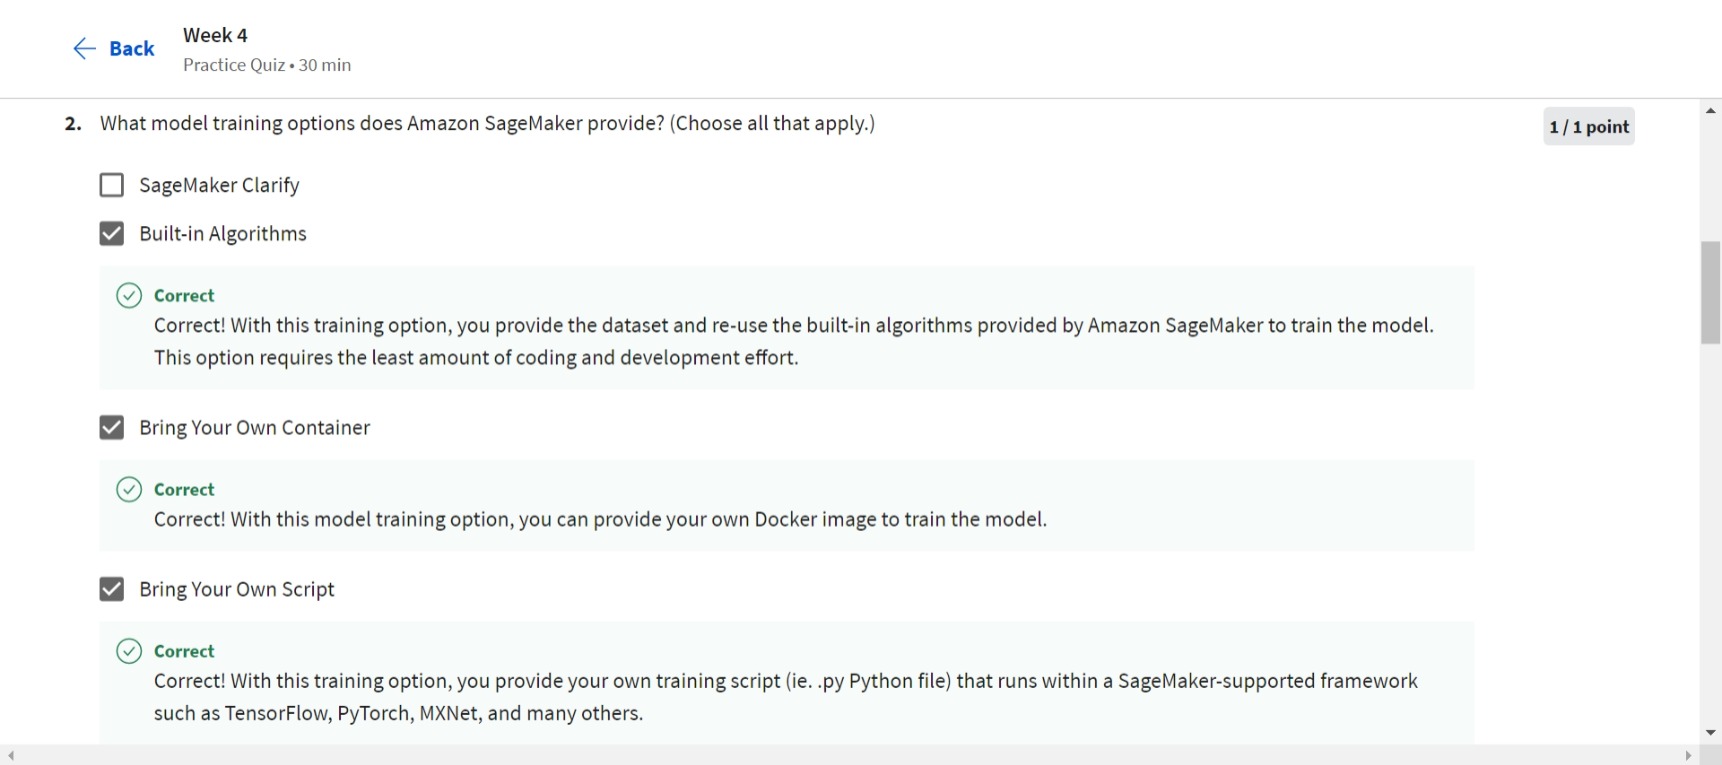 Back
Week 4
Practice Quiz • 30 min
2. What model training options does Amazon SageMaker provide? (Choose all that apply.)
1 / 1 point
SageMaker Clarify
Built-in Algorithms
Correct
Correct! With this training option, you provide the dataset and re-use the built-in algorithms provided by Amazon SageMaker to train the model.
This option requires the least amount of coding and development effort.
Bring Your Own Container
Correct
Correct! With this model training option, you can provide your own Docker image to train the model.
Bring Your Own Script
Correct
Correct! With this training option, you provide your own training script (ie. .py Python file) that runs within a SageMaker-supported framework
such as TensorFlow, PyTorch, MXNet, and many others.